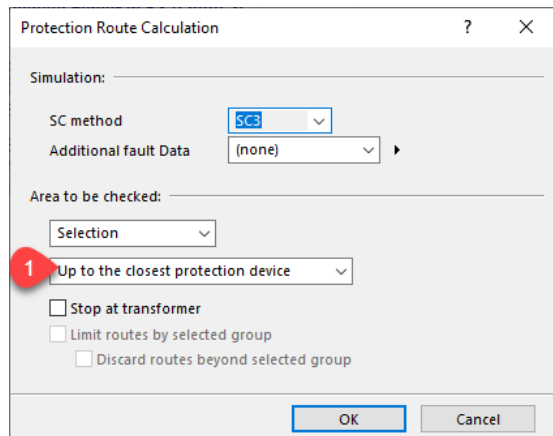 Protection Route Calculation ? ×
Simulation:
SC method SC3
Additional fault Data (none)
Area to be checked:
Selection
1 Up to the closest protection device
Stop at transformer
Limit routes by selected group
Discard routes beyond selected group
OK Cancel